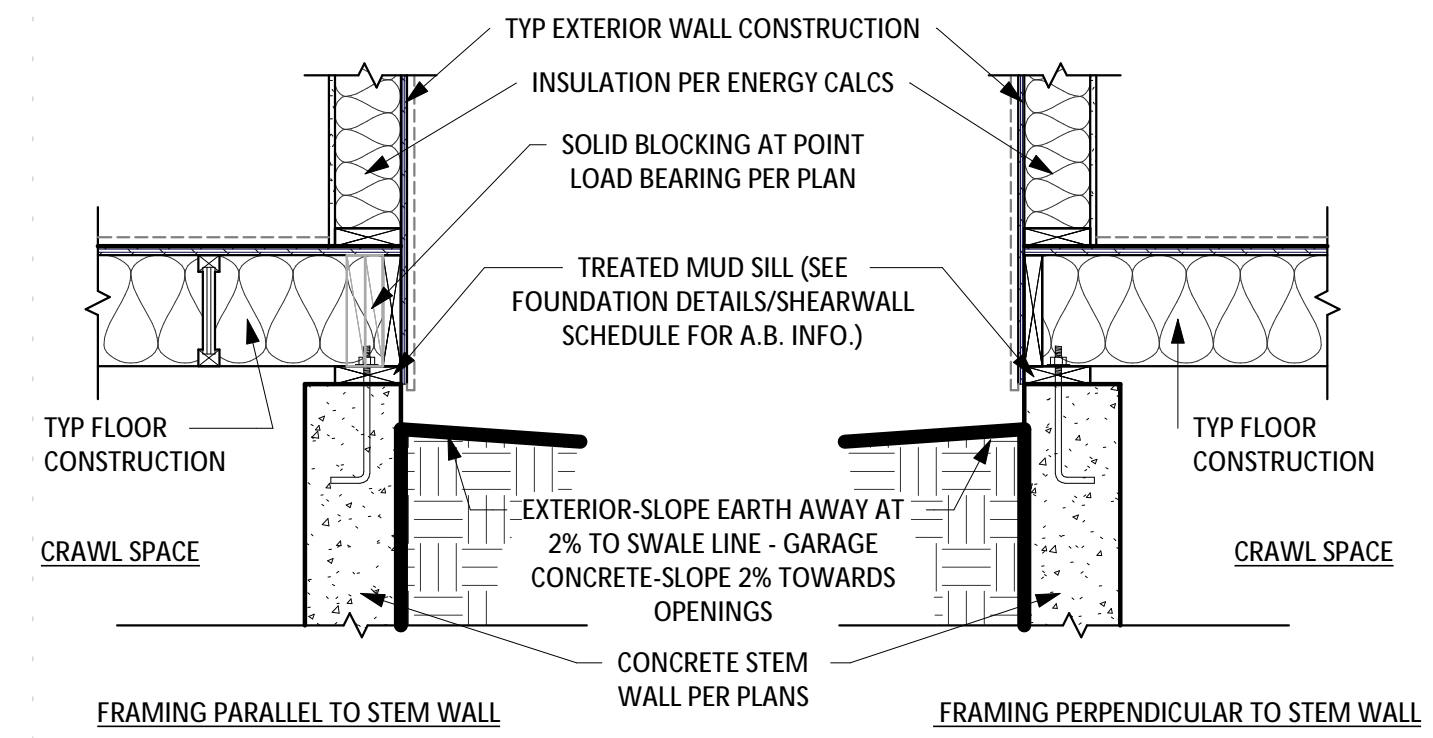 TYP EXTERIOR WALL CONSTRUCTION
INSULATION PER ENERGY CALCS
SOLID BLOCKING AT POINT
LOAD BEARING PER PLAN
TREATED MUD SILL (SEE
FOUNDATION DETAILS/SHEARWALL
SCHEDULE FOR A.B. INFO.)
TYP FLOOR
CONSTRUCTION
TYP FLOOR
CONSTRUCTION
EXTERIOR-SLOPE EARTH AWAY AT
2% TO SWALE LINE - GARAGE
CONCRETE-SLOPE 2% TOWARDS
OPENINGS
CRAWL SPACE
CRAWL SPACE
CONCRETE STEM
WALL PER PLANS
FRAMING PARALLEL TO STEM WALL
FRAMING PERPENDICULAR TO STEM WALL